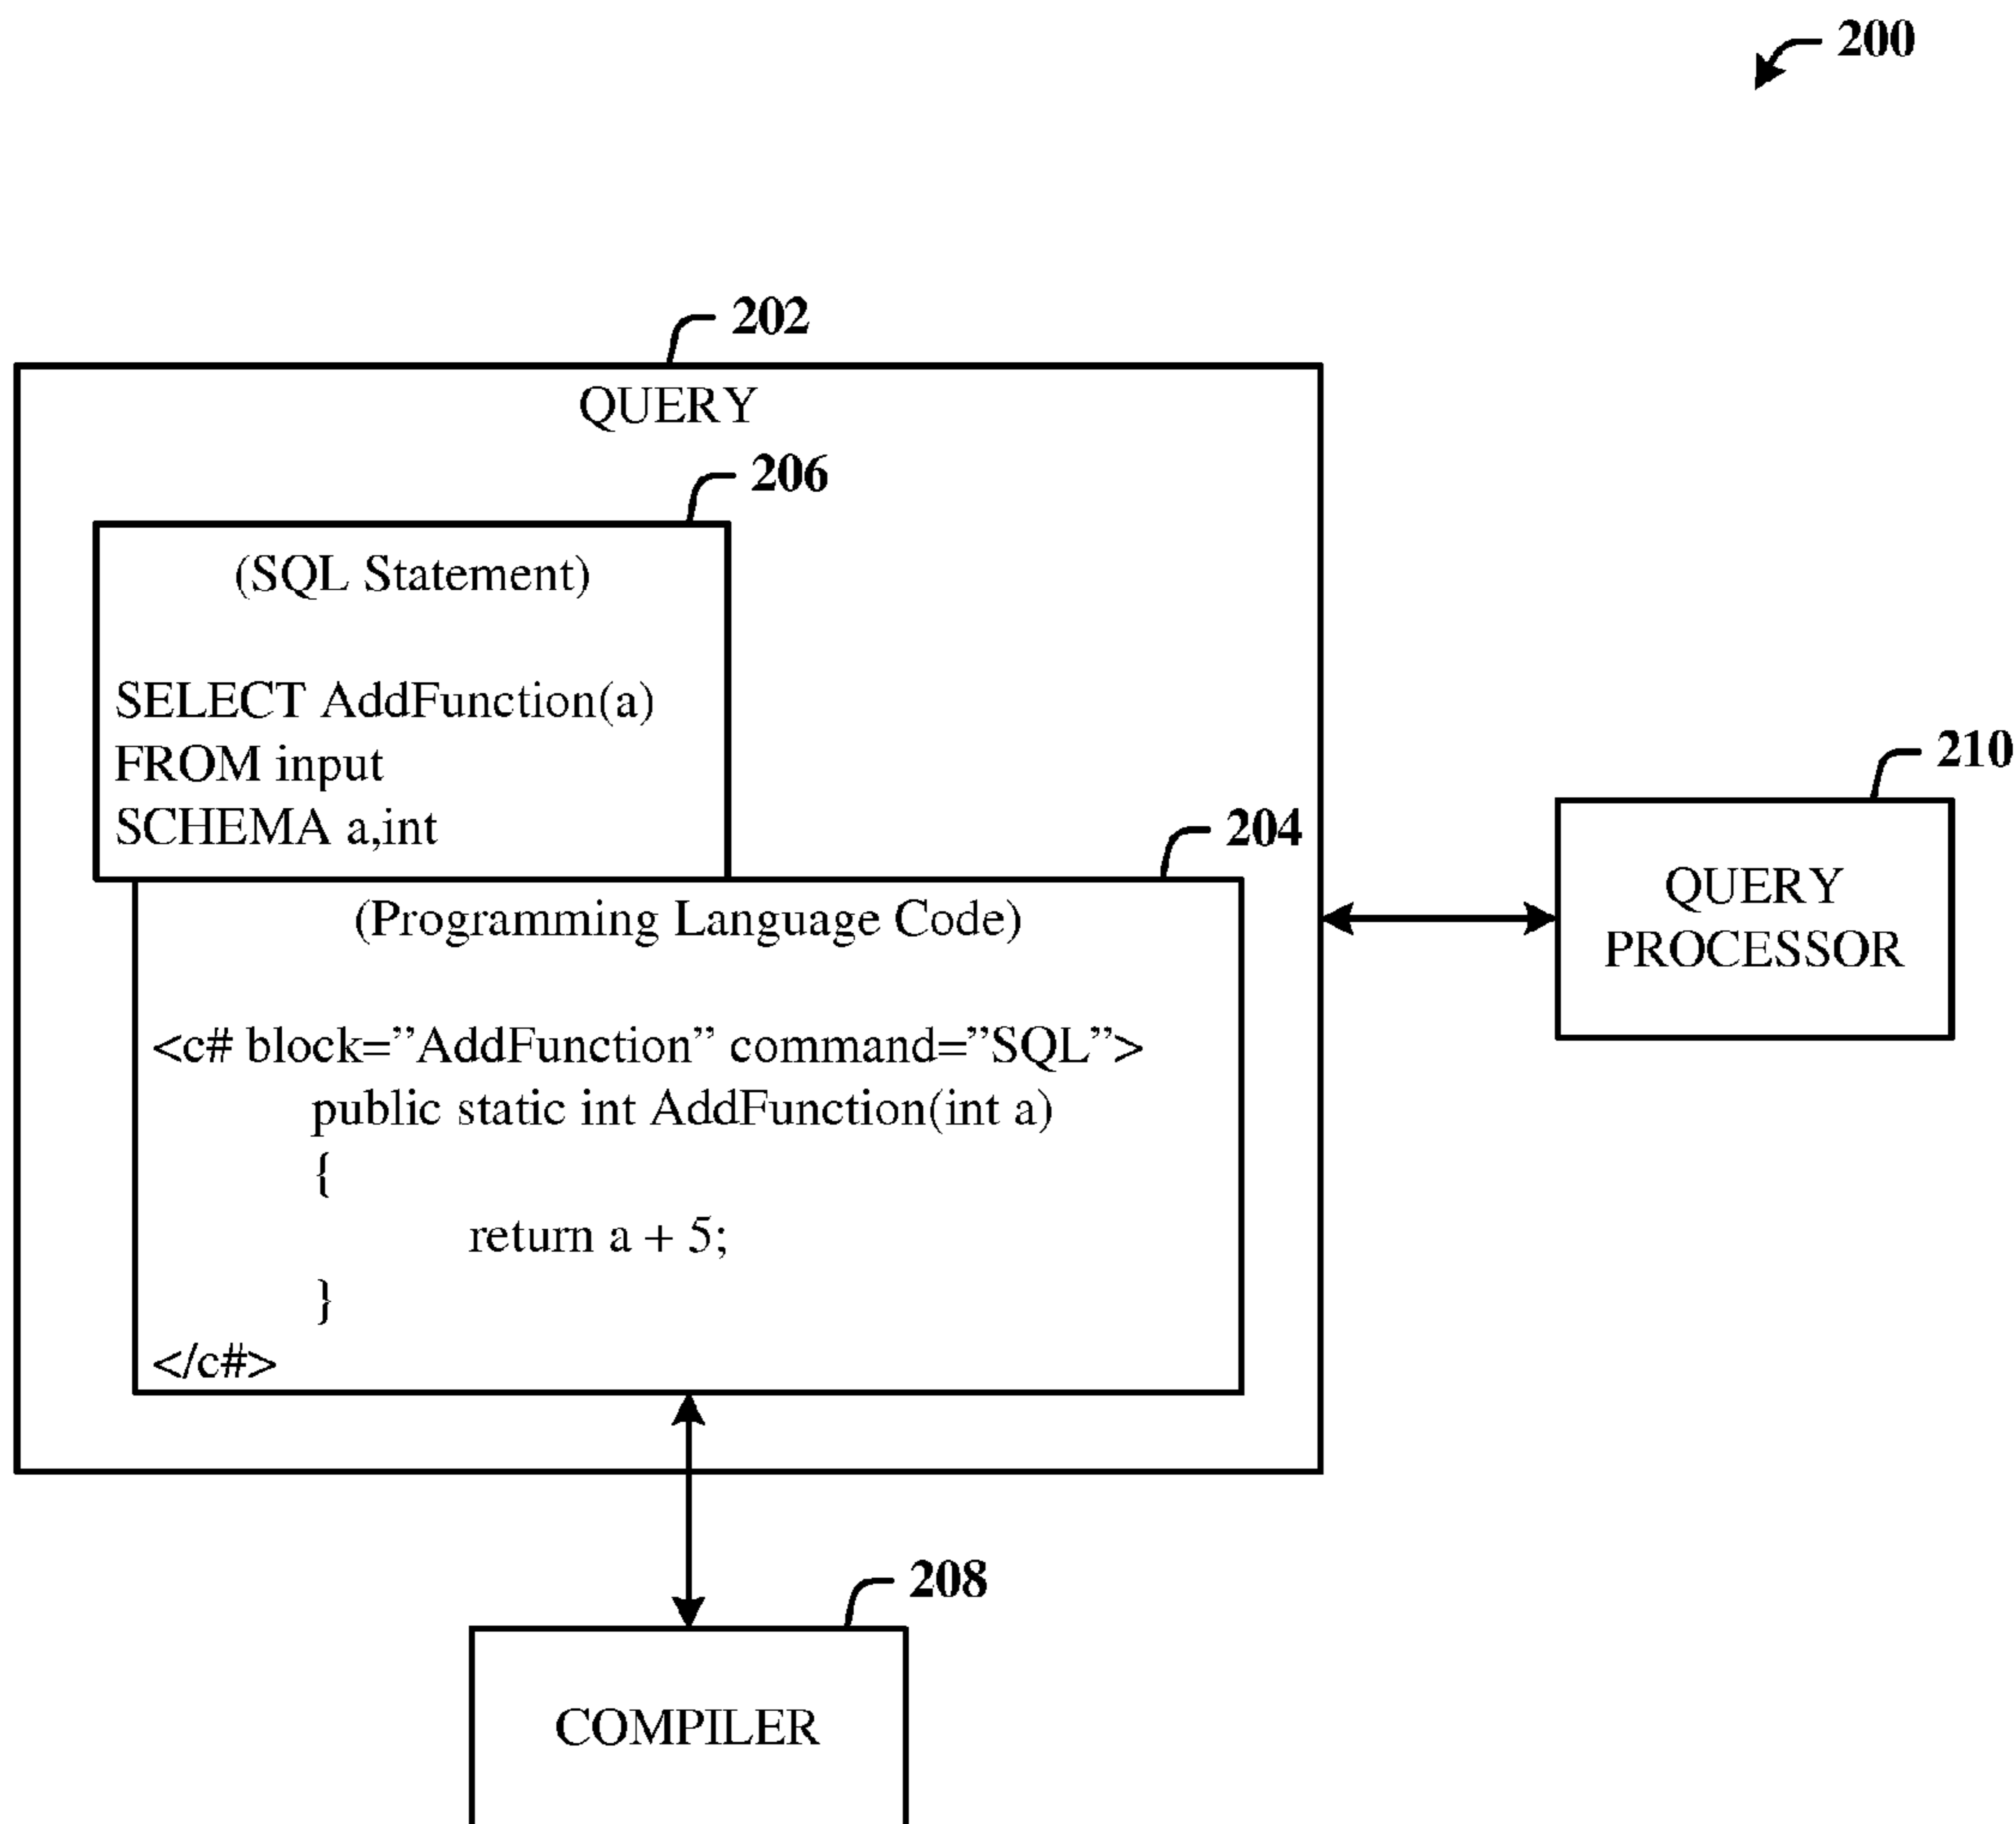 200
202
QUERY
206
(SQL Statement)
SELECT AddFunction(a)
FROM input
SCHEMA a,int
204
(Programming Language Code)
<c# block=”AddFunction” command=”SQL”>
public static int AddFunction(int a)
{
return a + 5;
}
</c#>
210
QUERY
PROCESSOR
208
COMPILER